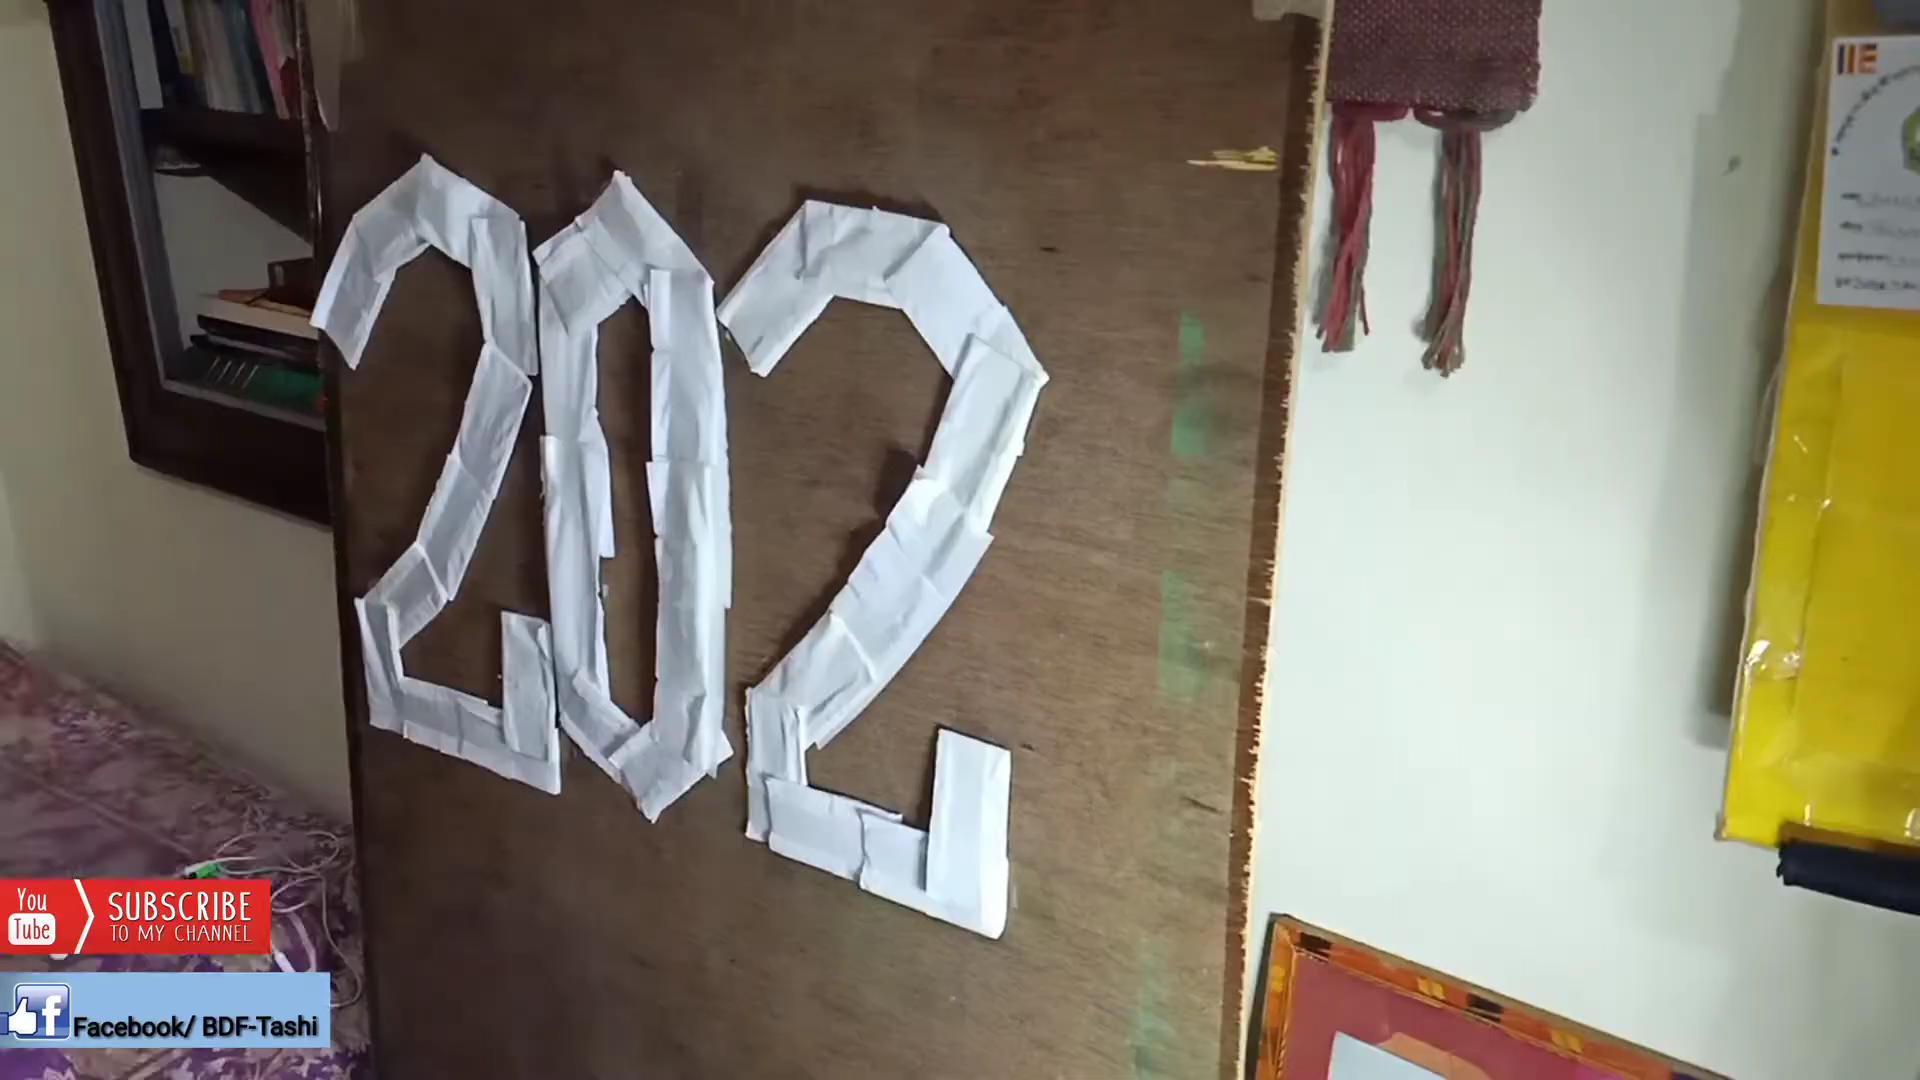 202
You
Tube
SUBSCRIBE
TO MY CHANNEL
f
Facebook/ BDF-Tashi